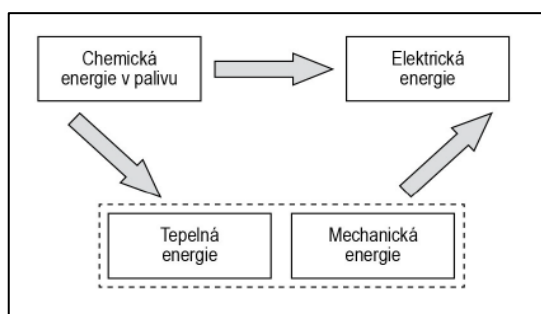 Chemická
energie v palivu
Elektrická
energie
Tepelná
energie
Mechanická
energie